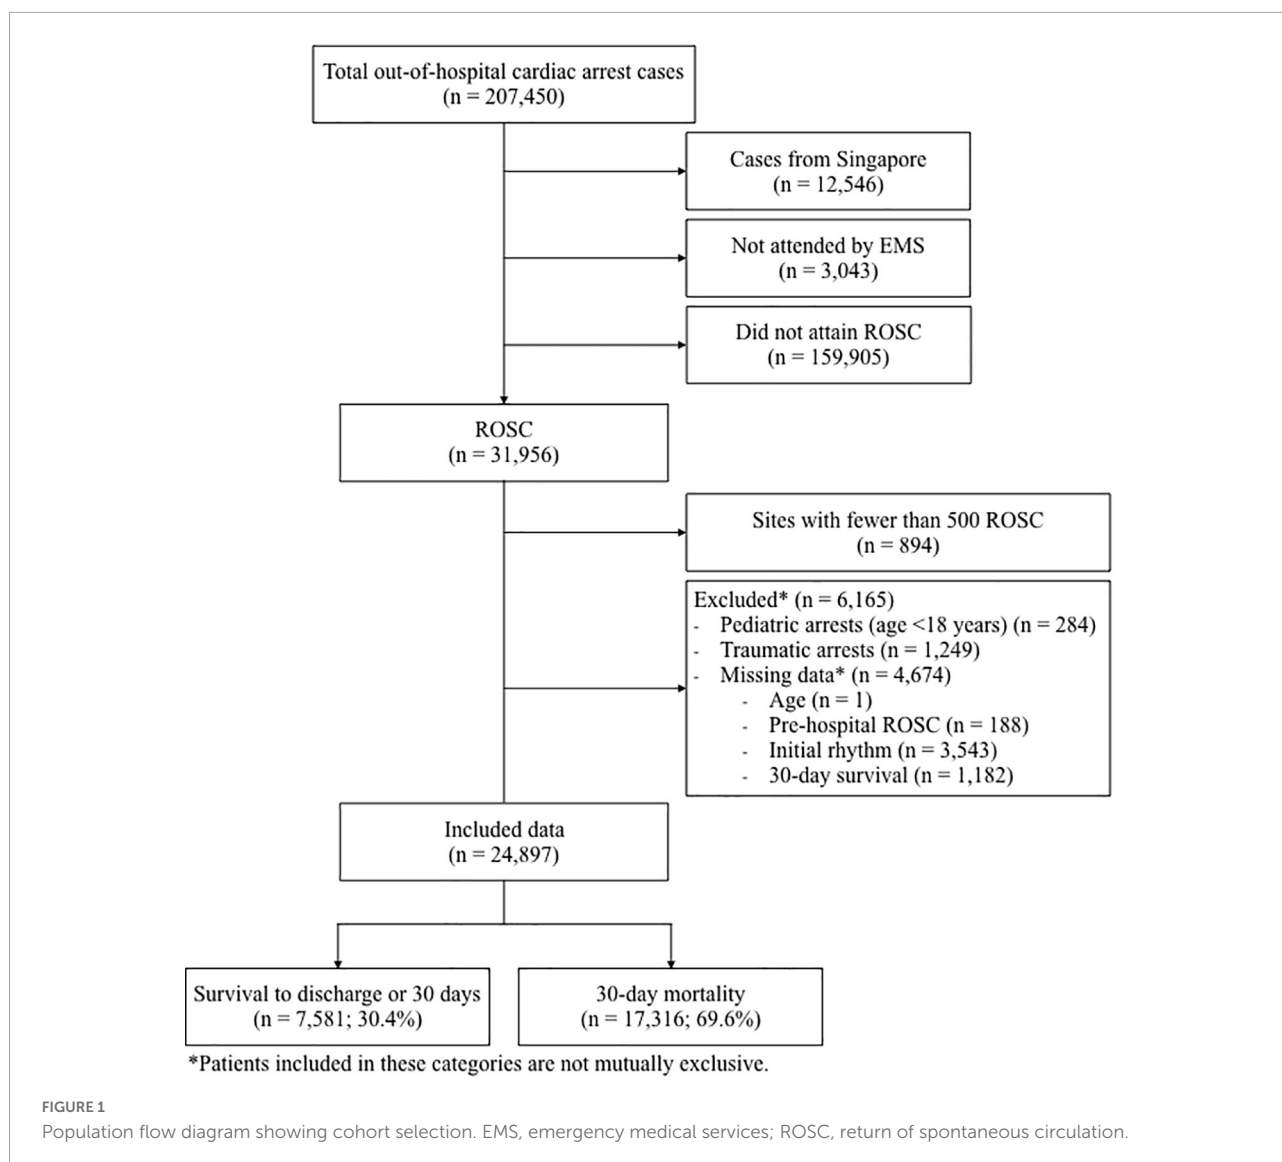 Total out-of-hospital cardiac arrest cases
(n = 207,450)
Cases from Singapore
(n = 12,546)
Not attended by EMS
(n = 3,043)
Did not attain ROSC
(n = 159,905)
ROSC
(n = 31,956)
Sites with fewer than 500 ROSC
(n = 894)
Excluded* (n = 6,165)
- Pediatric arrests (age <18 years) (n = 284)
- Traumatic arrests (n = 1,249)
- Missing data* (n = 4,674)
- Age (n = 1)
- Pre-hospital ROSC (n = 188)
- Initial rhythm (n = 3,543)
- 30-day survival (n = 1,182)
Included data
(n = 24,897)
Survival to discharge or 30 days
(n = 7,581; 30.4%)
30-day mortality
(n = 17,316; 69.6%)
*Patients included in these categories are not mutually exclusive.
FIGURE 1
Population flow diagram showing cohort selection. EMS, emergency medical services; ROSC, return of spontaneous circulation.